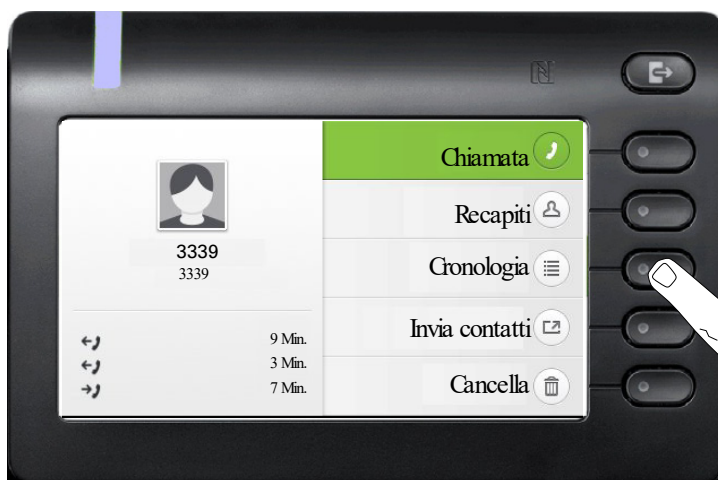 3339
3339
9 Min.
3 Min.
7 Min.
Chiamata
Recapiti
Cronologia
Invia contatti
Cancella